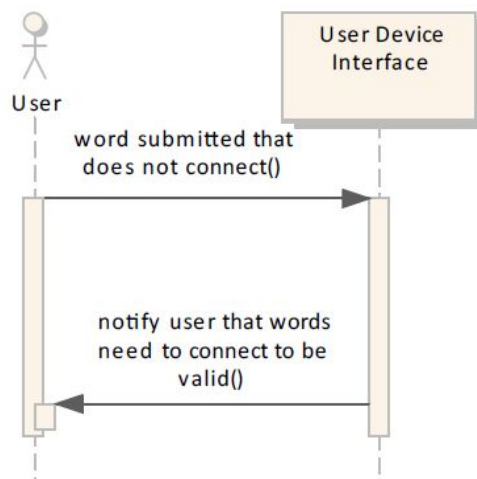 User Device
Interface
User
word submitted that
does not connect()
notify user that words
need to connect to be
valid()